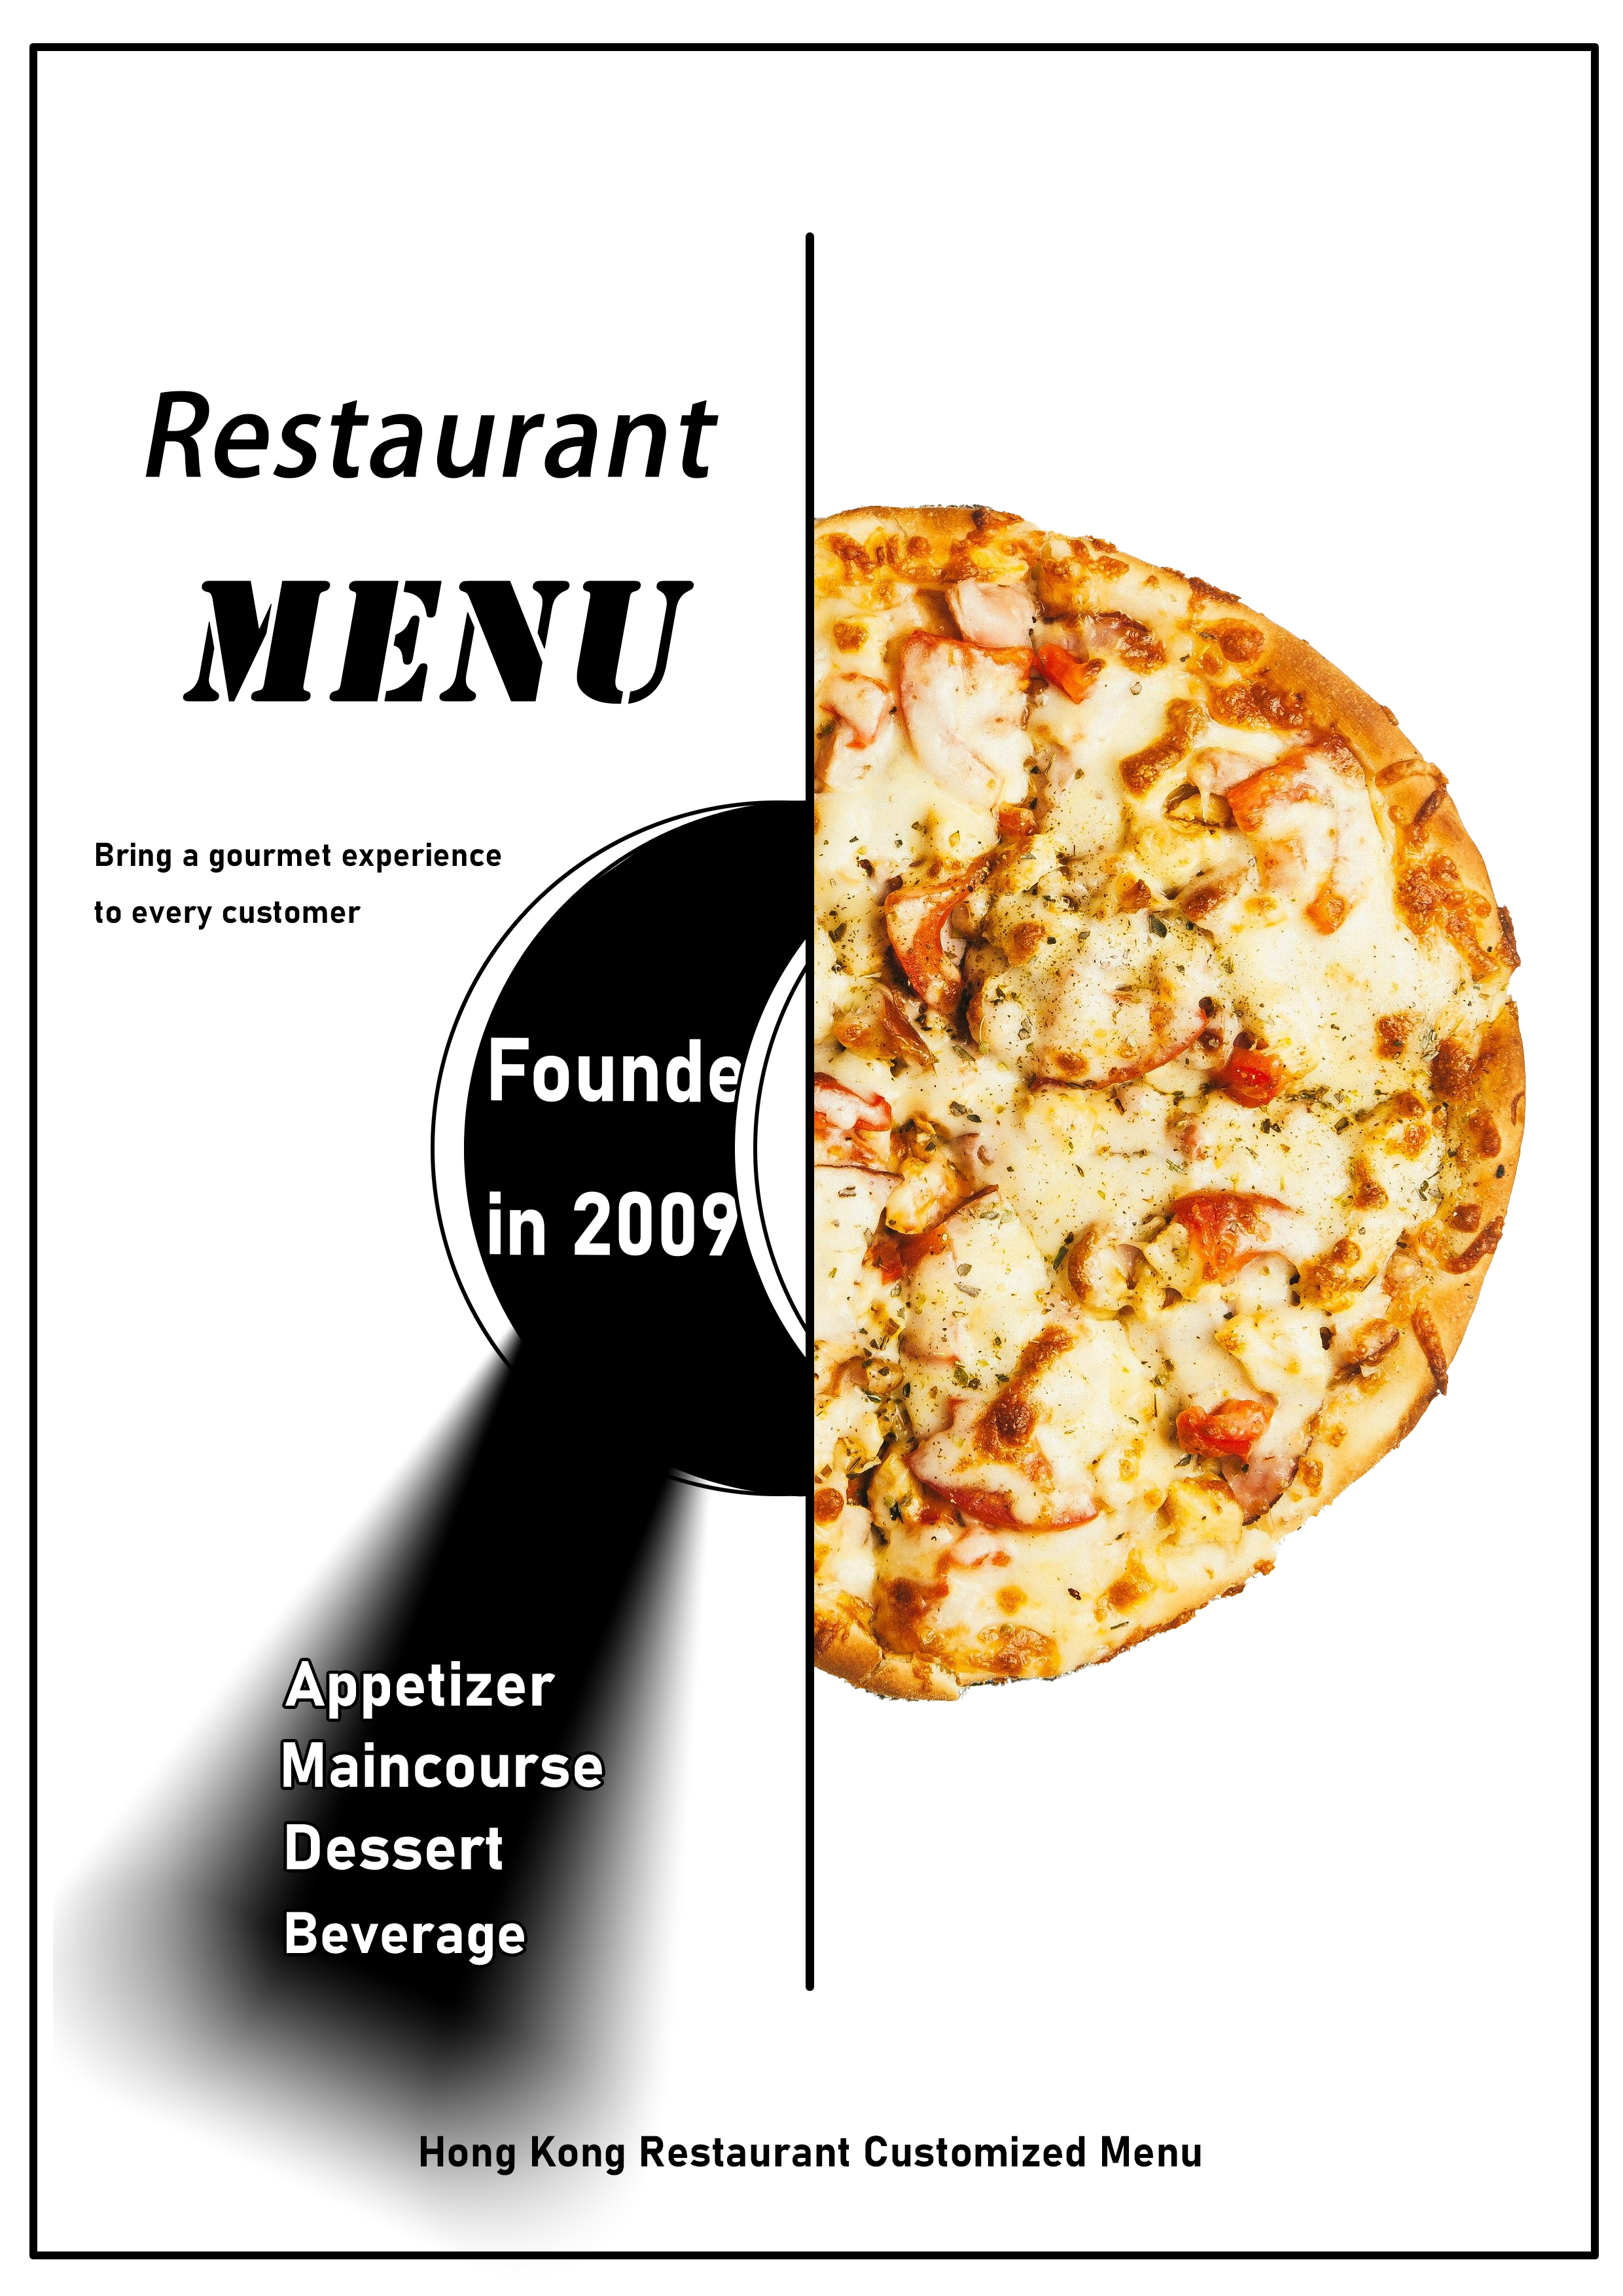 Restaurant
MENU
Bring a gourmet experience
to every customer
Founde
in 2009
Appetizer
Maincourse
Dessert
Beverage
Hong Kong Restaurant Customized Menu